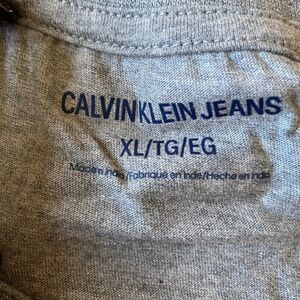 CALVIN KLEIN JEANS
XL/TG/EG
Made in India/Fabriqué en Inde/Hecho en India